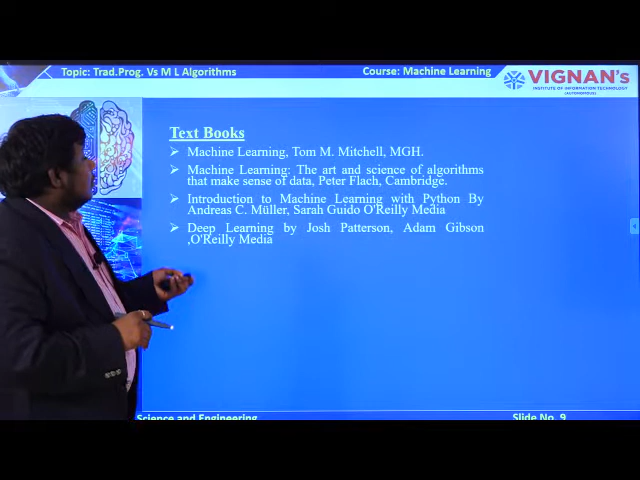 Topic: Trad.Prog. Vs M L Algorithms
Course: Machine Learning
VIGNAN's
INSTITUTE OF INFORMATION TECHNOLOGY
(AUTONOMOUS)
Text Books
➢ Machine Learning, Tom M. Mitchell, MGH.
➢ Machine Learning: The art and science of algorithms
that make sense of data, Peter Flach, Cambridge.
➢ Introduction to Machine Learning with Python By
Andreas C. Müller, Sarah Guido O'Reilly Media
➢ Deep Learning by Josh Patterson, Adam Gibson
,O'Reilly Media
Science and Engineering
Slide No. 9